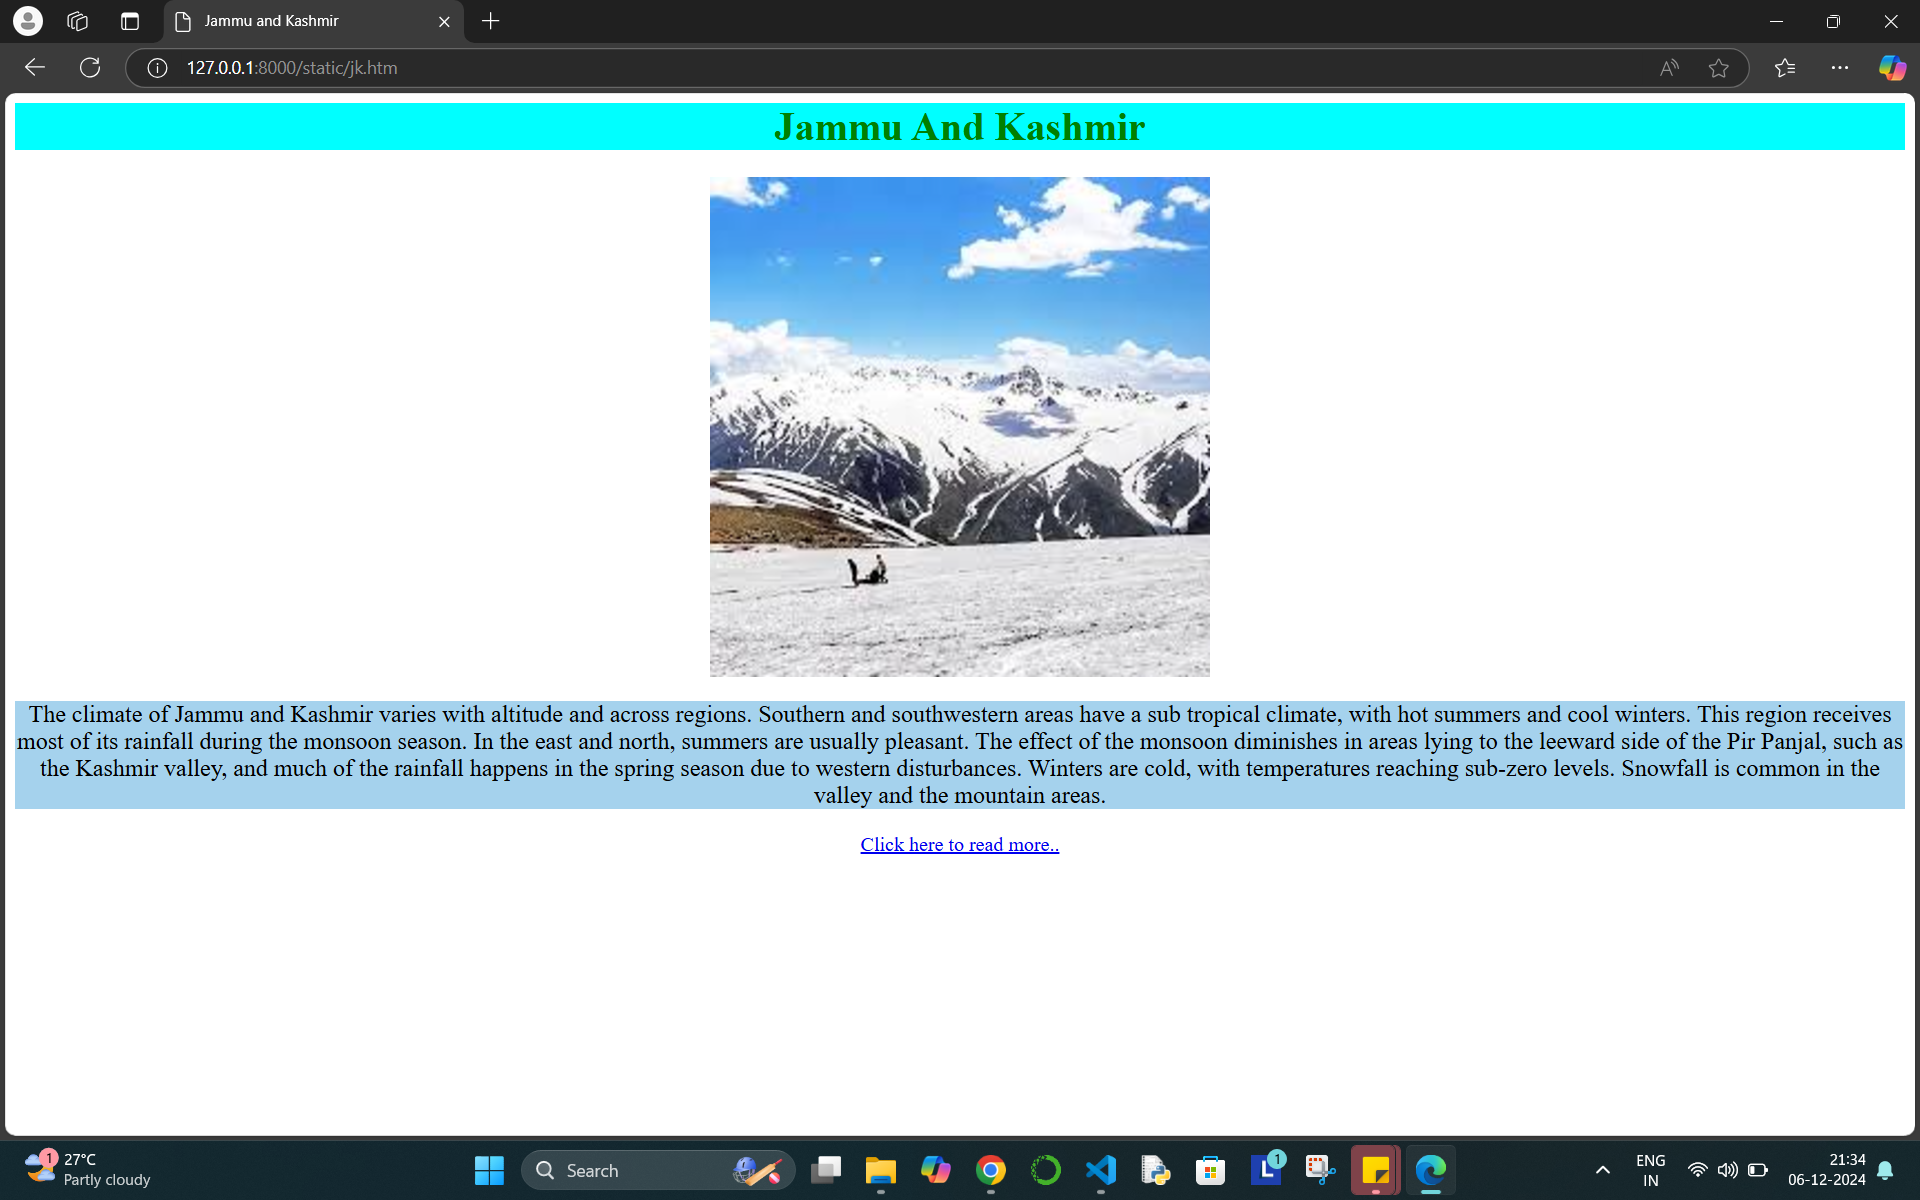 Jammu and Kashmir
127.0.0.1:8000/static/jk.htm
Jammu And Kashmir
The climate of Jammu and Kashmir varies with altitude and across regions. Southern and southwestern areas have a sub tropical climate, with hot summers and cool winters. This region receives
most of its rainfall during the monsoon season. In the east and north, summers are usually pleasant. The effect of the monsoon diminishes in areas lying to the leeward side of the Pir Panjal, such as
the Kashmir valley, and much of the rainfall happens in the spring season due to western disturbances. Winters are cold, with temperatures reaching sub-zero levels. Snowfall is common in the
valley and the mountain areas.
Click here to read more..
1
27°C
Partly cloudy
Search
L
1
ENG
IN
21:34
06-12-2024